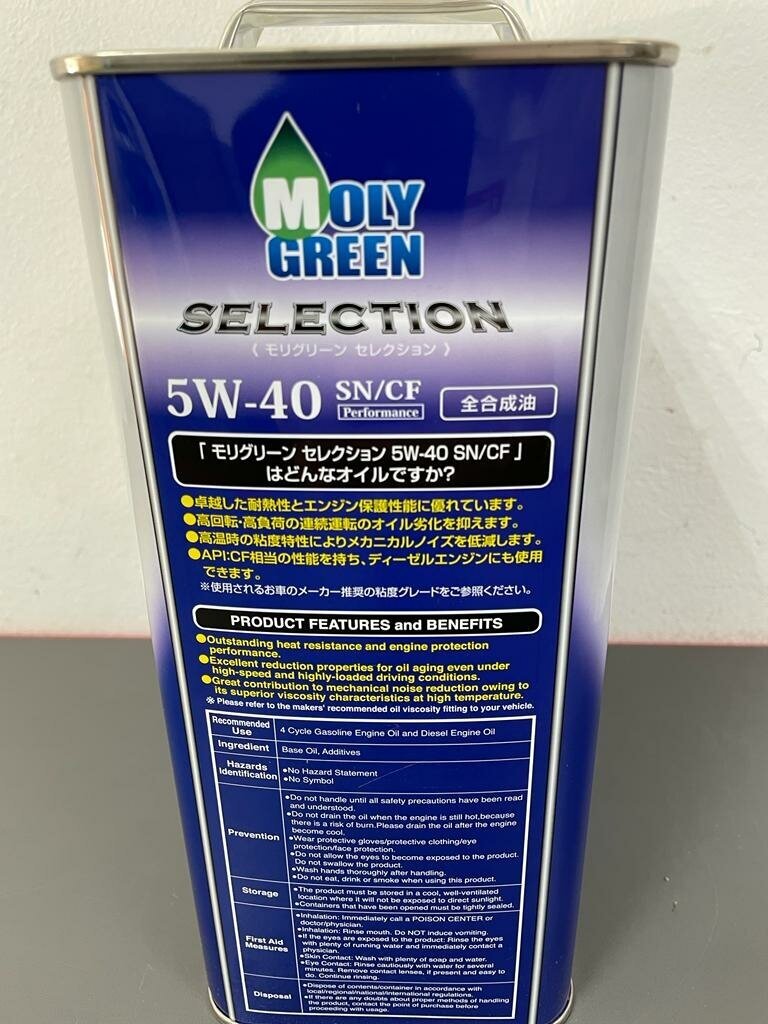 MOLY
GREEN
SELECTION
《 モリグリーン セレクション 》
5W-40 SN/CF Performance 全合成油
「 モリグリーン セレクション 5W-40 SN/CF 」
はどんなオイルですか?
●卓越した耐熱性とエンジン保護性能に優れています。
●高回転・高負荷の連続運転のオイル劣化を抑えます。
●高温時の粘度特性によりメカニカルノイズを低減します。
●API:CF相当の性能を持ち、ディーゼルエンジンにも使用
できます。
※使用されるお車のメーカー推奨の粘度グレードをご参照ください。
PRODUCT FEATURES and BENEFITS
●Outstanding heat resistance and engine protection
performance.
●Excellent reduction properties for oil aging even under
high-speed and highly-loaded driving conditions.
●Great contribution to mechanical noise reduction owing to
its superior viscosity characteristics at high temperature.
※ Please refer to the makers' recommended oil viscosity fitting to your vehicle.
Recommended
Use
4 Cycle Gasoline Engine Oil and Diesel Engine Oil
Ingredient
Base Oil, Additives
Hazards
Identification
●No Hazard Statement
●No Symbol
Prevention
●Do not handle until all safety precautions have been read
and understood.
●Do not drain the oil when the engine is still hot,because
there is a risk of burn.Please drain the oil after the engine
become cool.
●Wear protective gloves/protective clothing/eye
protection/face protection.
●Do not allow the eyes to become exposed to the product.
Do not swallow the product.
●Wash hands thoroughly after handling.
●Do not eat, drink or smoke when using this product.
Storage
●The product must be stored in a cool, well-ventilated
location where it will not be exposed to direct sunlight.
●Containers that have been opened must be tightly sealed.
First Aid
Measures
●Inhalation: Immediately call a POISON CENTER or
doctor/physician.
●Inhalation: Rinse mouth. Do NOT induce vomiting.
●If the eyes are exposed to the product: Rinse the eyes
with plenty of running water and immediately contact a
physician.
●Skin Contact: Wash with plenty of soap and water.
●Eye Contact: Rinse cautiously with water for several
minutes. Remove contact lenses, if present and easy to
do. Continue rinsing.
Disposal
●Dispose of contents/container in accordance with
local/regional/national/international regulations.
●If there are any doubts about proper methods of handling
the product, contact the point of purchase before
proceeding with usage.